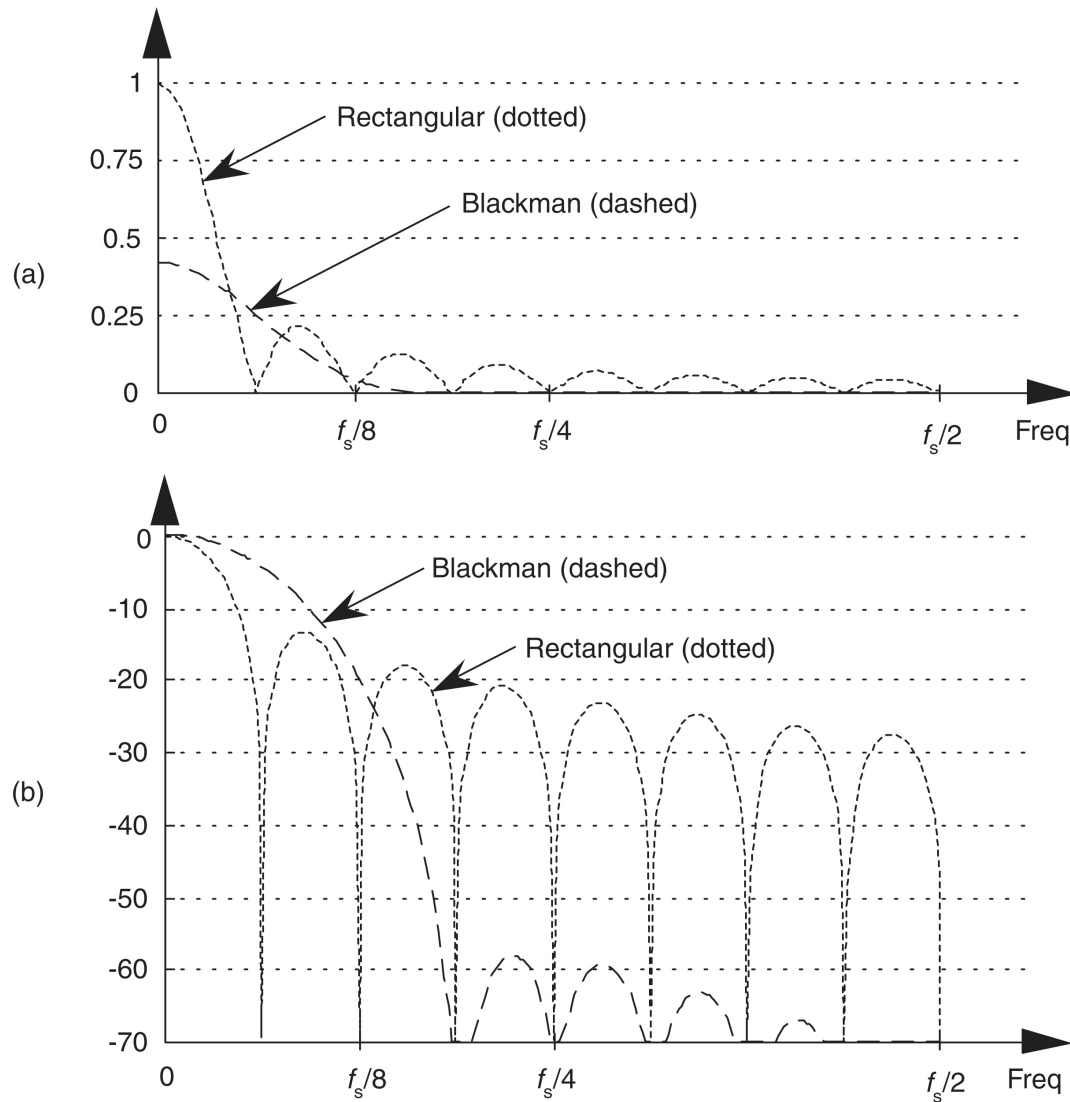 1
Rectangular (dotted)
0.75
Blackman (dashed)
0.5
(a)
0.25
0
0
fs/8
fs/4
fs/2
Freq
0
Blackman (dashed)
-10
Rectangular (dotted)
-20
-30
(b)
-40
-50
-60
-70
0
fs/8
fs/4
fs/2
Freq